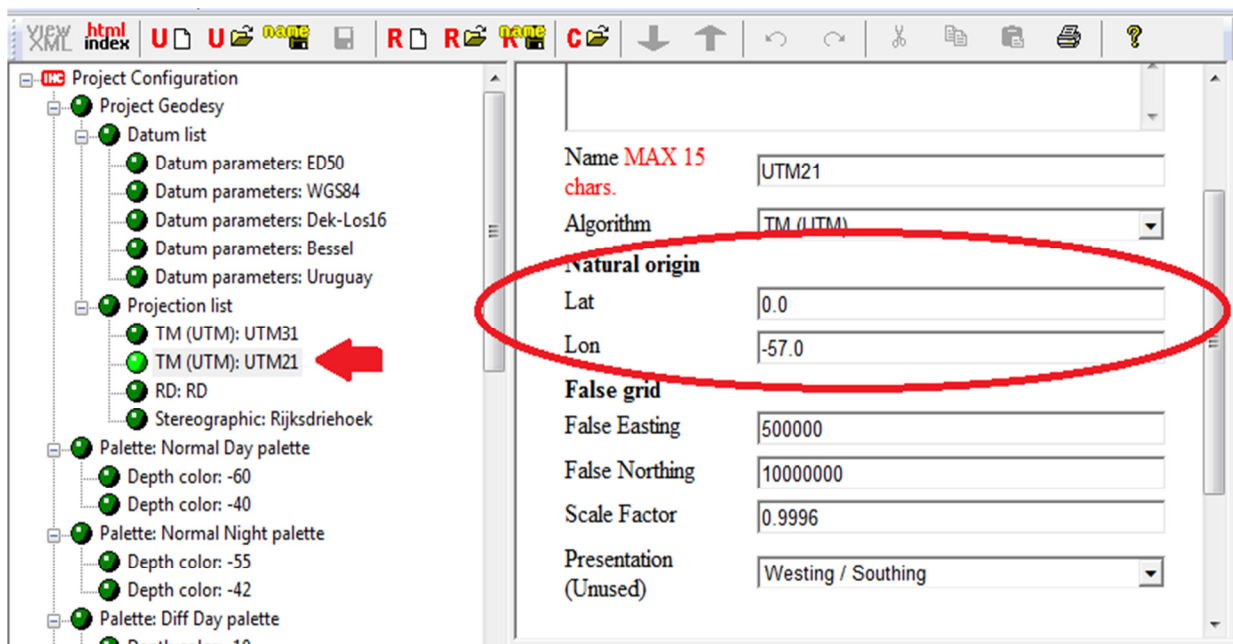 VIEW XML html index U U name R R name R C ?
IHC Project Configuration
Project Geodesy
Datum list
Datum parameters: ED50
Datum parameters: WGS84
Datum parameters: Dek-Los16
Datum parameters: Bessel
Datum parameters: Uruguay
Projection list
TM (UTM): UTM31
TM (UTM): UTM21
RD: RD
Stereographic: Rijksdriehoek
Palette: Normal Day palette
Depth color: -60
Depth color: -40
Palette: Normal Night palette
Depth color: -55
Depth color: -42
Palette: Diff Day palette
Name MAX 15
chars.
UTM21
Algorithm
TM (UTM)
Natural origin
Lat
0.0
Lon
-57.0
False grid
False Easting
500000
False Northing
10000000
Scale Factor
0.9996
Presentation
(Unused)
Westing / Southing